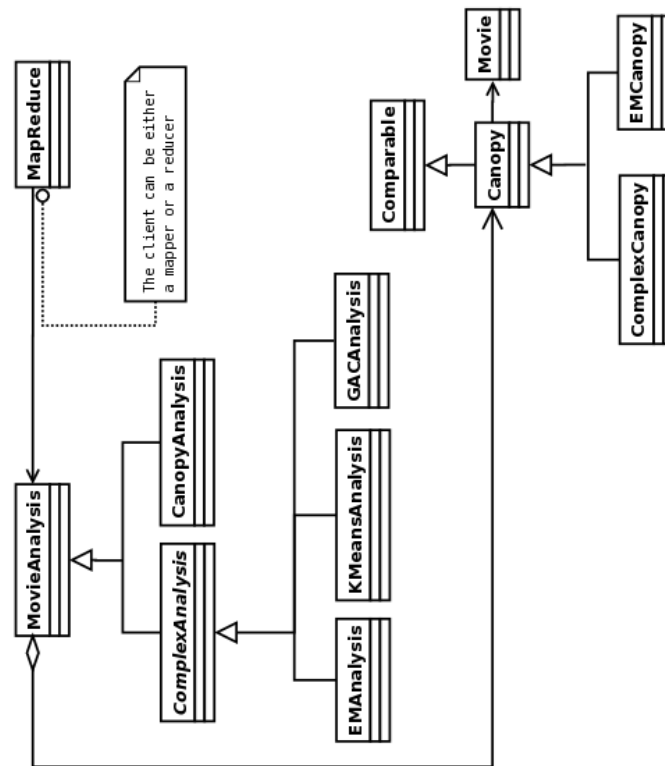 MovieAnalysis
MapReduce
The client can be either
a mapper or a reducer
ComplexAnalysis
CanopyAnalysis
EMAnalysis
KMeansAnalysis
GACAnalysis
Comparable
Movie
Canopy
ComplexCanopy
EMCanopy